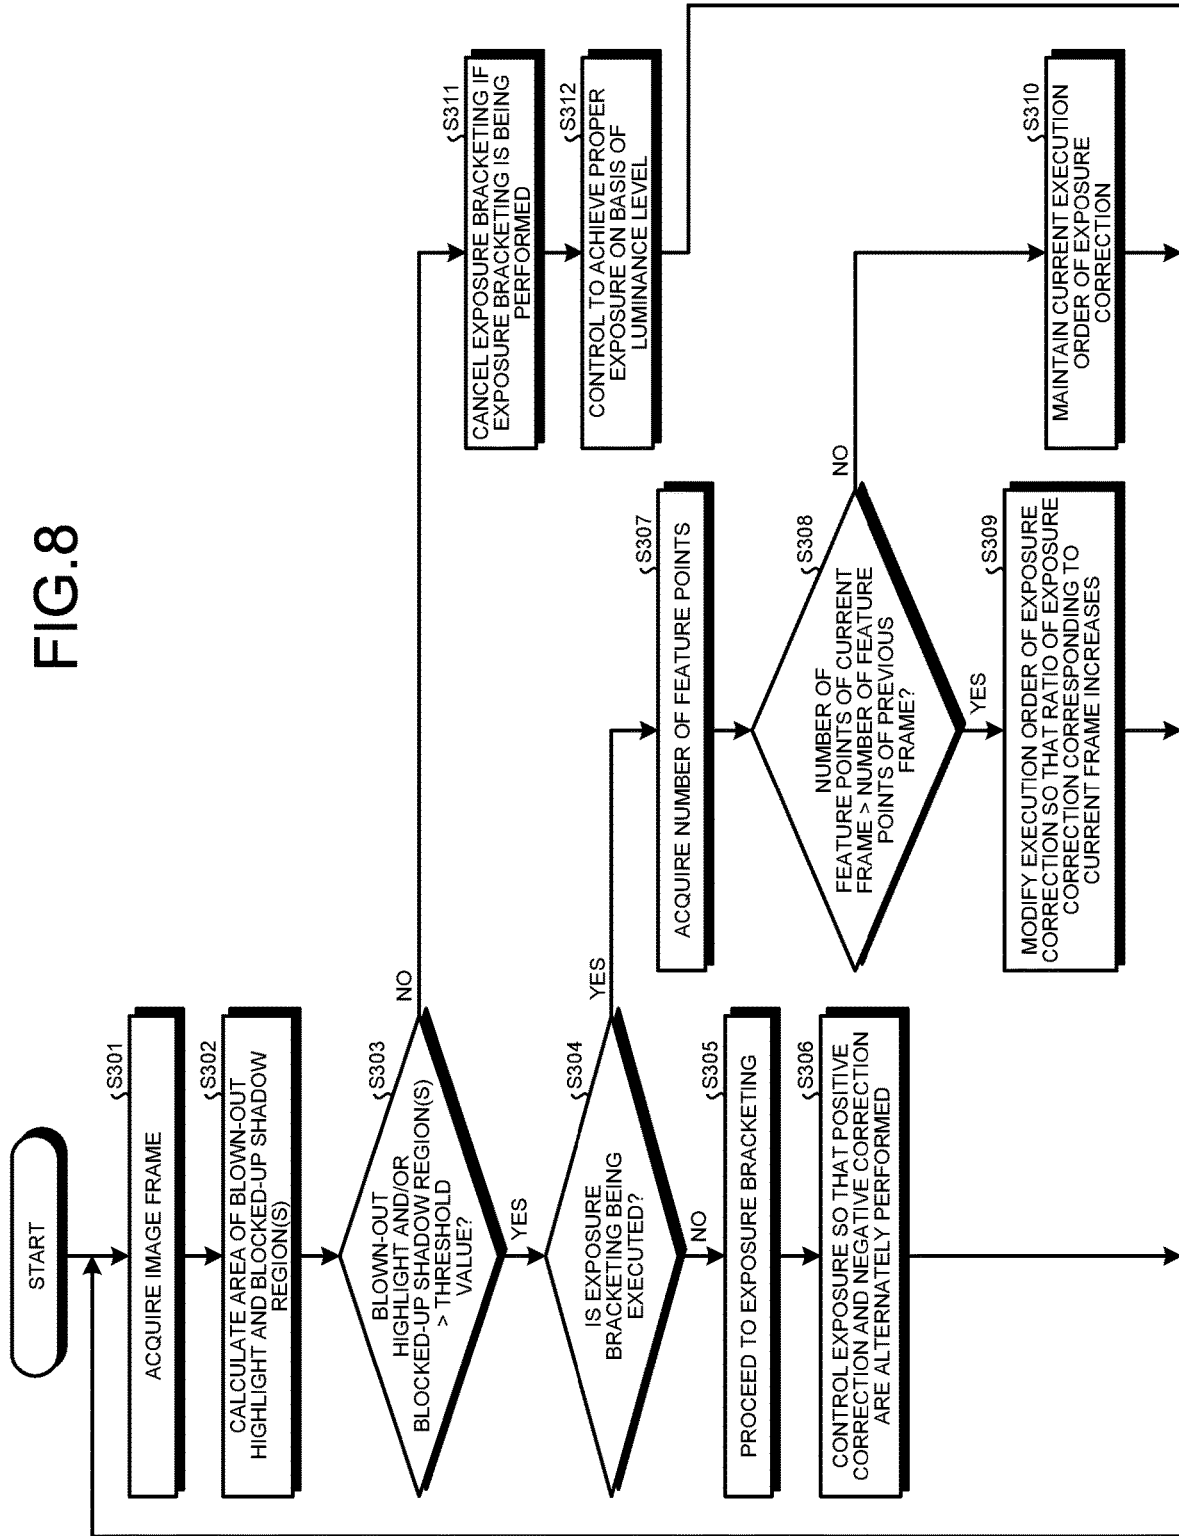 FIG.8
START
S301
ACQUIRE IMAGE FRAME
S302
CALCULATE AREA OF BLOWN-OUT
HIGHLIGHT AND BLOCKED-UP SHADOW
REGION(S)
S303
BLOWN-OUT
HIGHLIGHT AND/OR
BLOCKED-UP SHADOW REGION(S)
> THRESHOLD
VALUE?
NO
YES
S304
IS EXPOSURE
BRACKETING BEING
EXECUTED?
YES
NO
S305
PROCEED TO EXPOSURE BRACKETING
S306
CONTROL EXPOSURE SO THAT POSITIVE
CORRECTION AND NEGATIVE CORRECTION
ARE ALTERNATELY PERFORMED
S307
ACQUIRE NUMBER OF FEATURE POINTS
S308
NUMBER OF
FEATURE POINTS OF CURRENT
FRAME > NUMBER OF FEATURE
POINTS OF PREVIOUS
FRAME?
NO
YES
S309
MODIFY EXECUTION ORDER OF EXPOSURE
CORRECTION SO THAT RATIO OF EXPOSURE
CORRECTION CORRESPONDING TO
CURRENT FRAME INCREASES
S311
CANCEL EXPOSURE BRACKETING IF
EXPOSURE BRACKETING IS BEING
PERFORMED
S312
CONTROL TO ACHIEVE PROPER
EXPOSURE ON BASIS OF
LUMINANCE LEVEL
S310
MAINTAIN CURRENT EXECUTION
ORDER OF EXPOSURE
CORRECTION